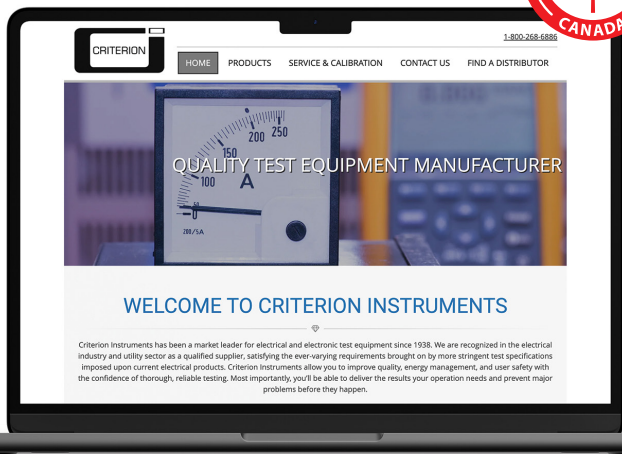 CANADA
1-800-268-6886
CRITERION
HOME PRODUCTS SERVICE & CALIBRATION CONTACT US FIND A DISTRIBUTOR
200 250
150
100
A
50
0
200/5A
QUALITY TEST EQUIPMENT MANUFACTURER
WELCOME TO CRITERION INSTRUMENTS
Criterion Instruments has been a market leader for electrical and electronic test equipment since 1938. We are recognized in the electrical
industry and utility sector as a qualified supplier, satisfying the ever-varying requirements brought on by more stringent test specifications
imposed upon current electrical products. Criterion Instruments allow you to improve quality, energy management, and user safety with
the confidence of thorough, reliable testing. Most importantly, you'll be able to deliver the results your operation needs and prevent major
problems before they happen.